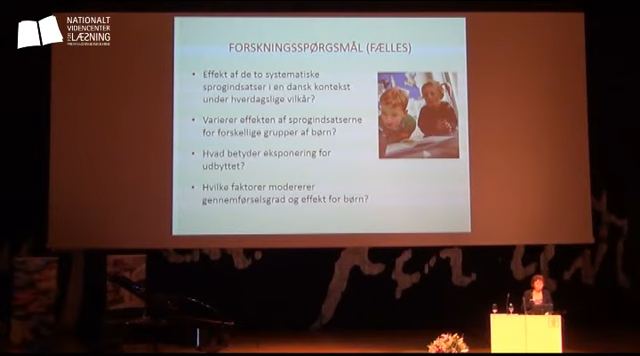 NATIONALT
VIDENCENTER
FOR LÆSNING
FORSKNINGSSPØRGSMÅL (FÆLLES)
• Effekt af de to systematiske
sprogindsatser i en dansk kontekst
under hverdagslige vilkår?
• Varierer effekten af sprogindsatserne
for forskellige grupper af børn?
• Hvad betyder eksponering for
udbyttet?
• Hvilke faktorer modererer
gennemførselsgrad og effekt for børn?